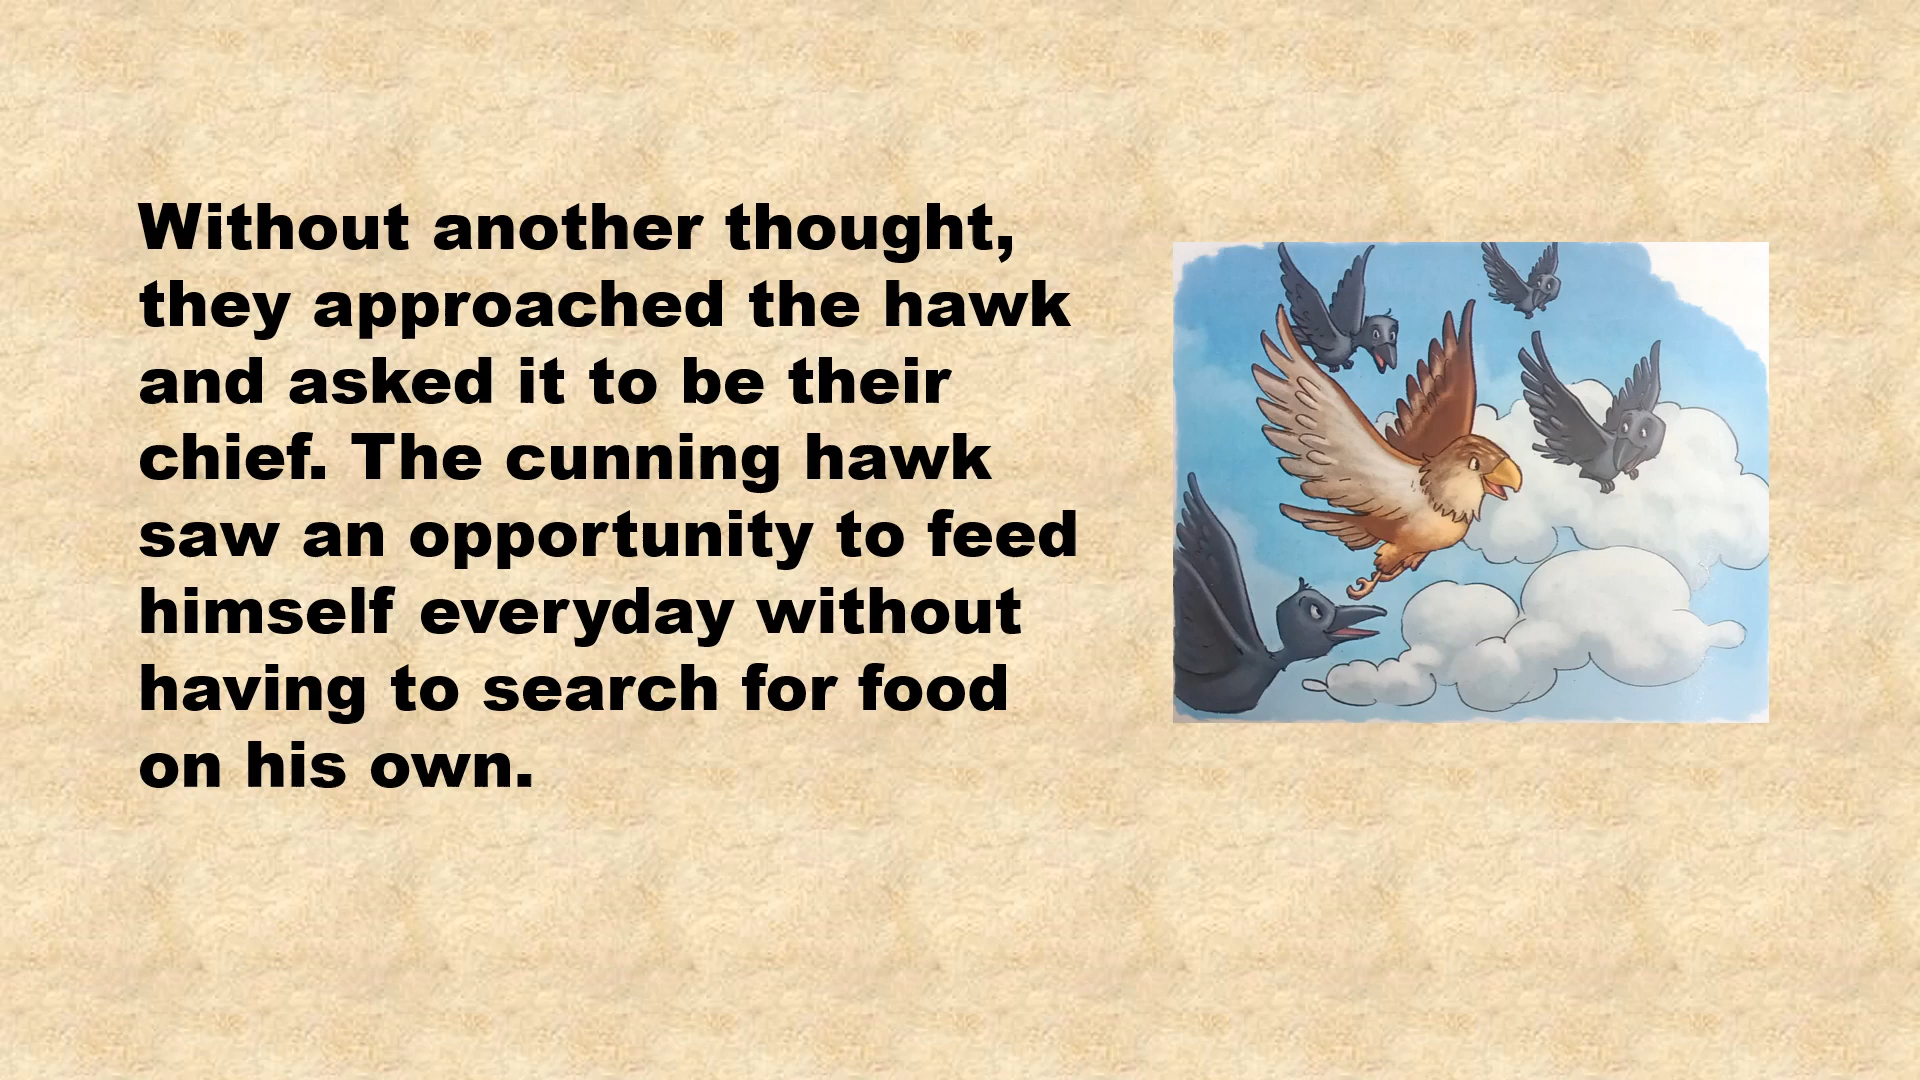 Without another thought,
they approached the hawk
and asked it to be their
chief. The cunning hawk
saw an opportunity to feed
himself everyday without
having to search for food
on his own.